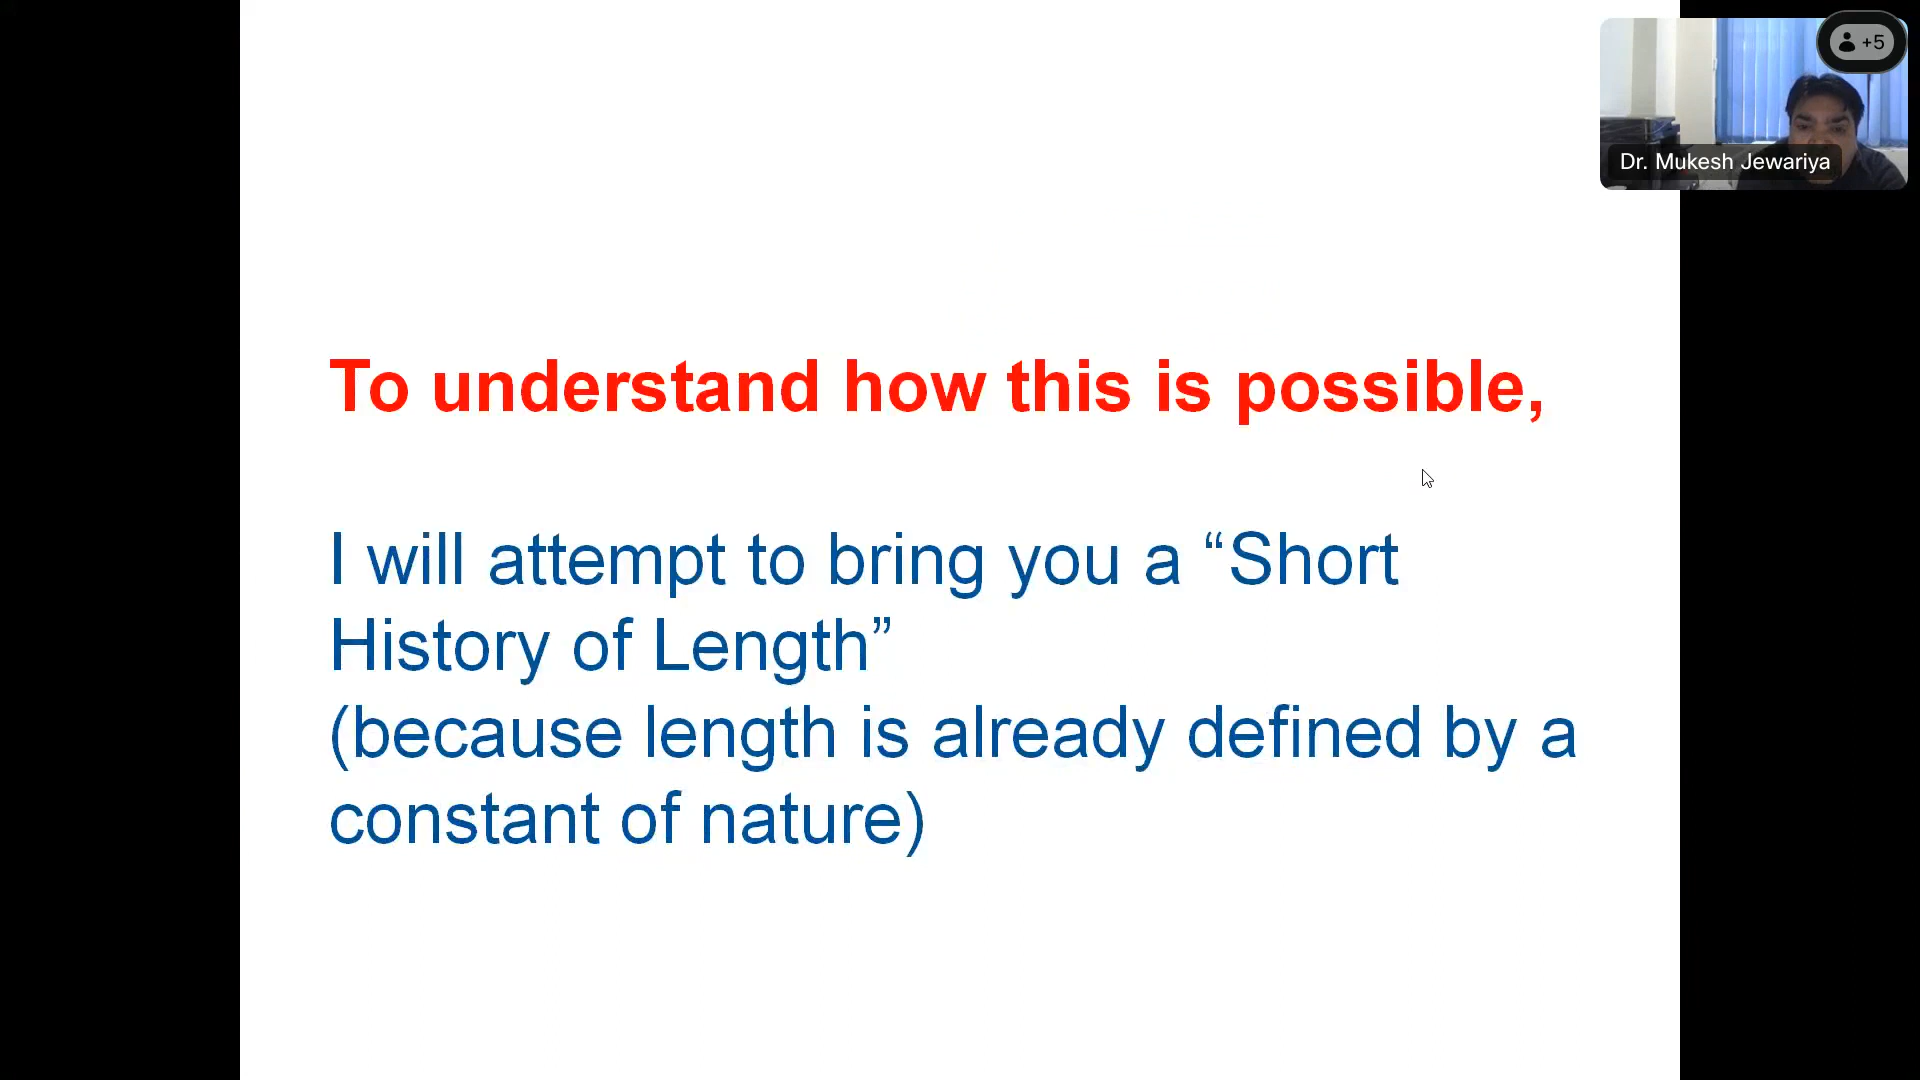 +5
Dr. Mukesh Jewariya
To understand how this is possible,
I will attempt to bring you a “Short
History of Length”
(because length is already defined by a
constant of nature)